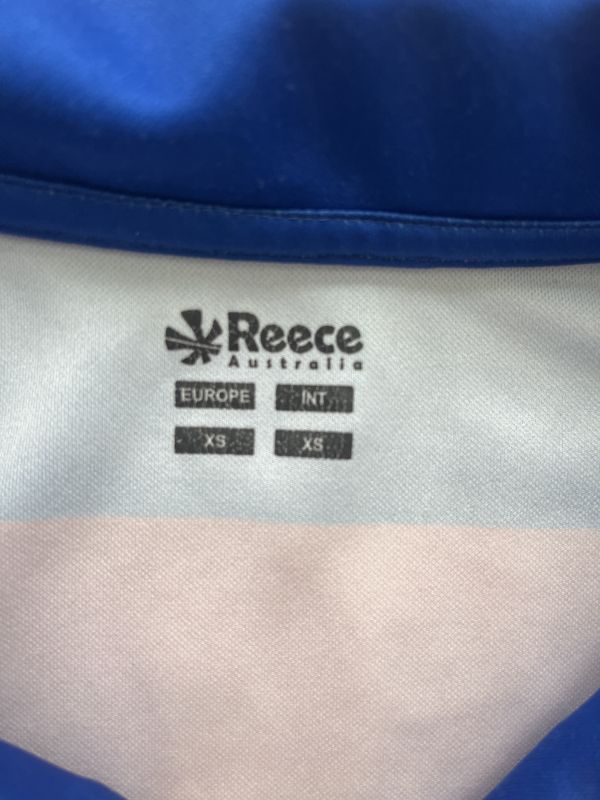 Reece
Australia
EUROPE INT
XS XS